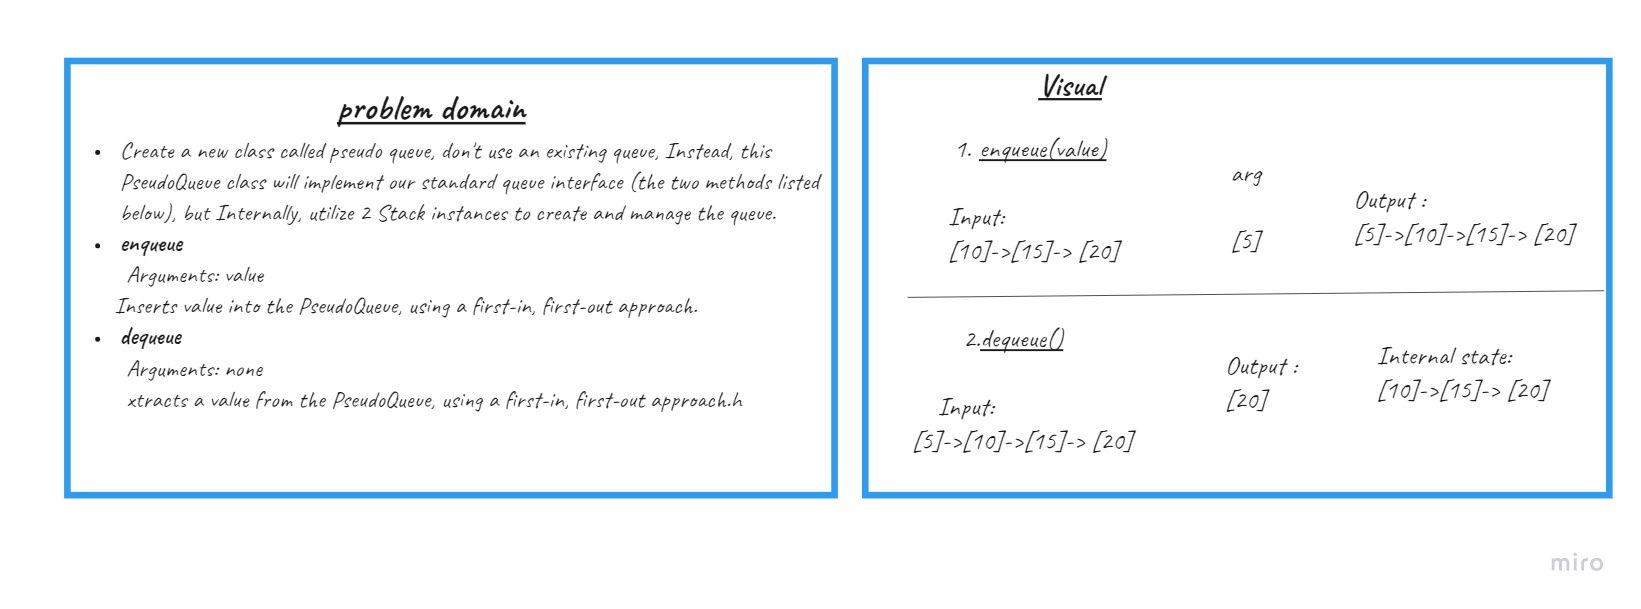 problem domain
• Create a new class called pseudo queue, don't use an existing queue, Instead, this
PseudoQueue class will implement our standard queue interface (the two methods listed
below), but Internally, utilize 2 Stack instances to create and manage the queue.
• enqueue
Arguments: value
Inserts value into the PseudoQueue, using a first-in, first-out approach.
• dequeue
Arguments: none
xtracts a value from the PseudoQueue, using a first-in, first-out approach.h
Visual
1. enqueue(value)
arg
Input:
[10]->[15]-> [20]
[5]
Output :
[5]->[10]->[15]-> [20]
2.dequeue()
Input:
[5]->[10]->[15]-> [20]
Output :
[20]
Internal state:
[10]->[15]-> [20]
miro